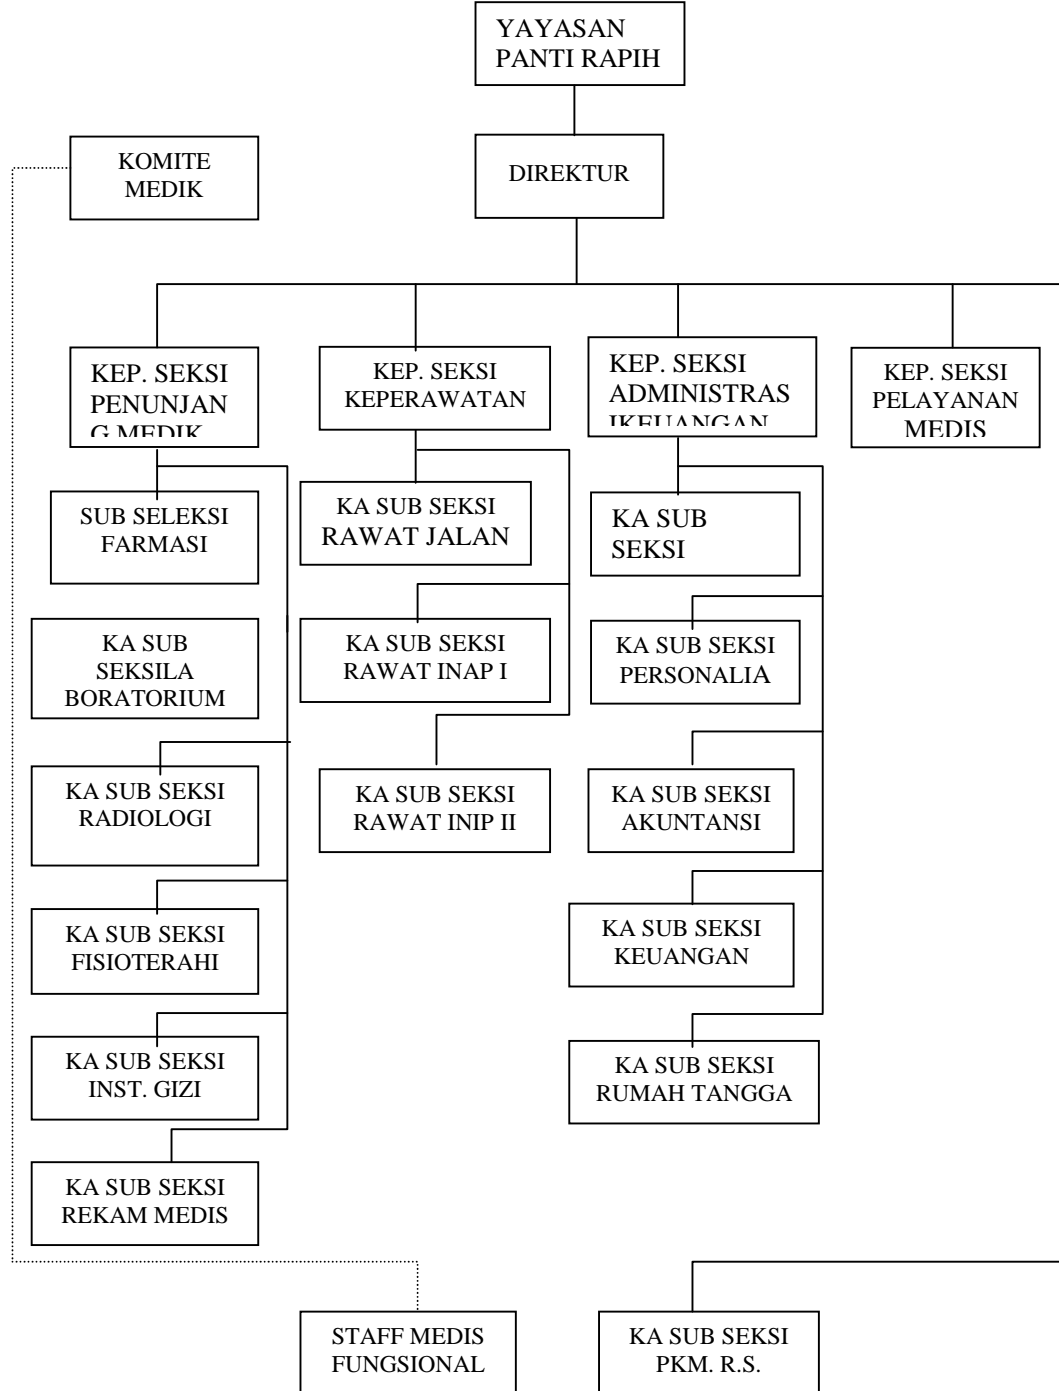 YAYASAN
PANTI RAPIH
KOMITE
MEDIK
DIREKTUR
KEP. SEKSI
PENUNJAN
G MEDIK
KEP. SEKSI
KEPERAWATAN
KEP. SEKSI
ADMINISTRAS
IKEUANGAN
KEP. SEKSI
PELAYANAN
MEDIS
SUB SELEKSI
FARMASI
KA SUB SEKSI
RAWAT JALAN
KA SUB
SEKSI
KA SUB
SEKSILA
BORATORIUM
KA SUB SEKSI
RAWAT INAP I
KA SUB SEKSI
PERSONALIA
KA SUB SEKSI
RADIOLOGI
KA SUB SEKSI
RAWAT INIP II
KA SUB SEKSI
AKUNTANSI
KA SUB SEKSI
FISIOTERAHI
KA SUB SEKSI
KEUANGAN
KA SUB SEKSI
INST. GIZI
KA SUB SEKSI
RUMAH TANGGA
KA SUB SEKSI
REKAM MEDIS
STAFF MEDIS
FUNGSIONAL
KA SUB SEKSI
PKM. R.S.